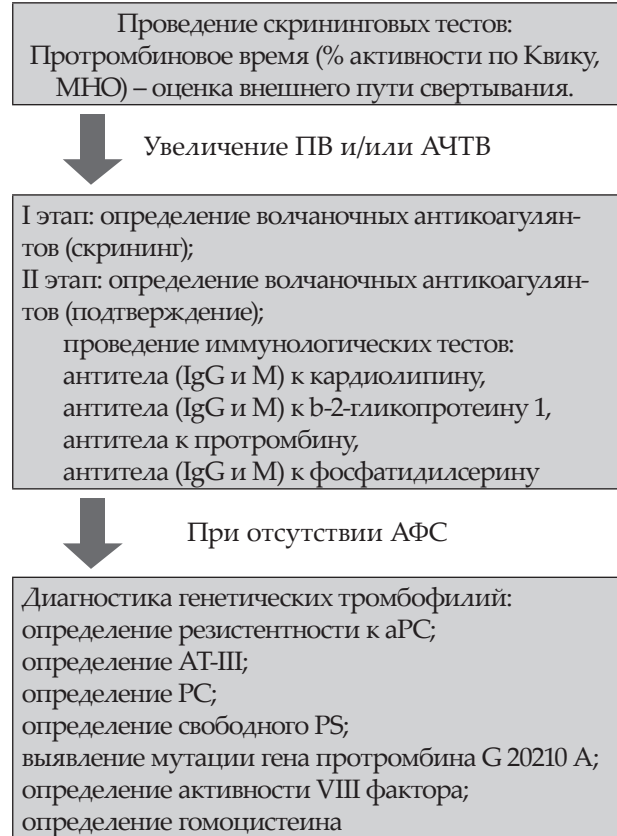 Проведение скрининговых тестов:
Протромбиновое время (% активности по Квику,
МНО) – оценка внешнего пути свертывания.
Увеличение ПВ и/или АЧТВ
I этап: определение волчаночных антикоагулян-
тов (скрининг);
II этап: определение волчаночных антикоагулян-
тов (подтверждение);
проведение иммунологических тестов:
антитела (IgG и M) к кардиолипину,
антитела (IgG и M) к b-2-гликопротеину 1,
антитела к протромбину,
антитела (IgG и M) к фосфатидилсерину
При отсутствии АФС
Диагностика генетических тромбофилий:
определение резистентности к aPC;
определение AT-III;
определение PC;
определение свободного PS;
выявление мутации гена протромбина G 20210 A;
определение активности VIII фактора;
определение гомоцистеина